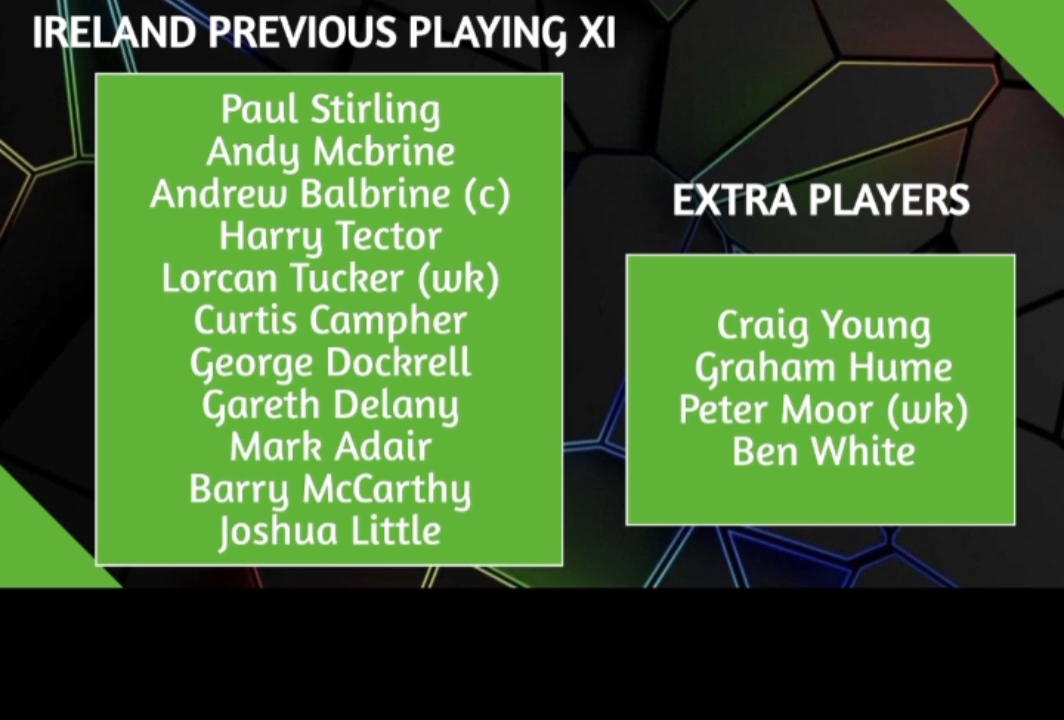 IRELAND PREVIOUS PLAYING XI
Paul Stirling
Andy Mcbrine
Andrew Balbrine (c)
Harry Tector
Lorcan Tucker (wk)
Curtis Campher
George Dockrell
Gareth Delany
Mark Adair
Barry McCarthy
Joshua Little
EXTRA PLAYERS
Craig Young
Graham Hume
Peter Moor (wk)
Ben White